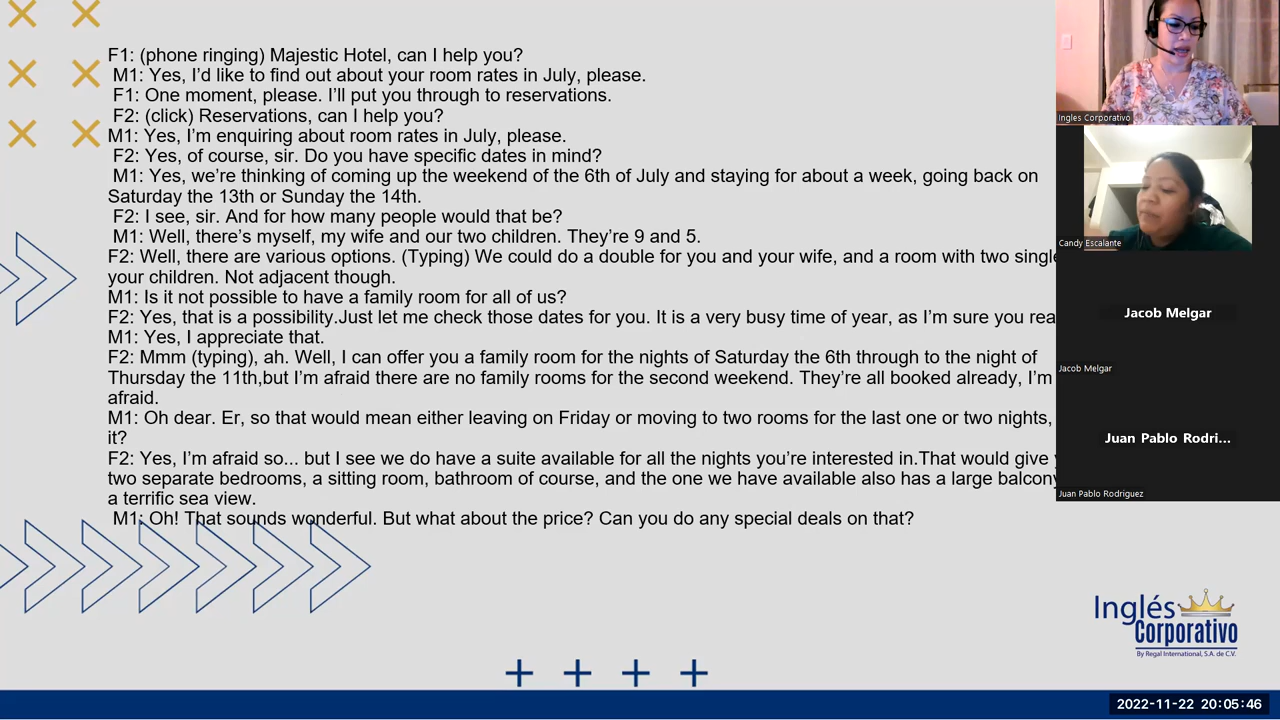 F1: (phone ringing) Majestic Hotel, can I help you?
M1: Yes, I'd like to find out about your room rates in July, please.
F1: One moment, please. I'll put you through to reservations.
F2: (click) Reservations, can I help you?
M1: Yes, I'm enquiring about room rates in July, please.
F2: Yes, of course, sir. Do you have specific dates in mind?
M1: Yes, we're thinking of coming up the weekend of the 6th of July and staying for about a week, going back on
Saturday the 13th or Sunday the 14th.
F2: I see, sir. And for how many people would that be?
M1: Well, there's myself, my wife and our two children. They're 9 and 5.
F2: Well, there are various options. (Typing) We could do a double for you and your wife, and a room with two
your children. Not adjacent though.
M1: Is it not possible to have a family room for all of us?
F2: Yes, that is a possibility.Just let me check those dates for you. It is a very busy time of year, as I'm sure you
M1: Yes, I appreciate that.
F2: Mmm (typing), ah. Well, I can offer you a family room for the nights of Saturday the 6th through to the night of
Thursday the 11th,but I'm afraid there are no family rooms for the second weekend. They're all booked already, I'm
afraid.
M1: Oh dear. Er, so that would mean either leaving on Friday or moving to two rooms for the last one or two nights,
it?
F2: Yes, I'm afraid so... but I see we do have a suite available for all the nights you're interested in.That would give
two separate bedrooms, a sitting room, bathroom of course, and the one we have available also has a large balcony
a terrific sea view.
M1: Oh! That sounds wonderful. But what about the price? Can you do any special deals on that?
Ingles Corporativo
Candy Escalante
Jacob Melgar
Jacob Melgar
Juan Pablo Rodri...
Juan Pablo Rodriguez
Inglés
Corporativo
By Regal International, S.A. de C.V.
2022-11-22 20:05:46